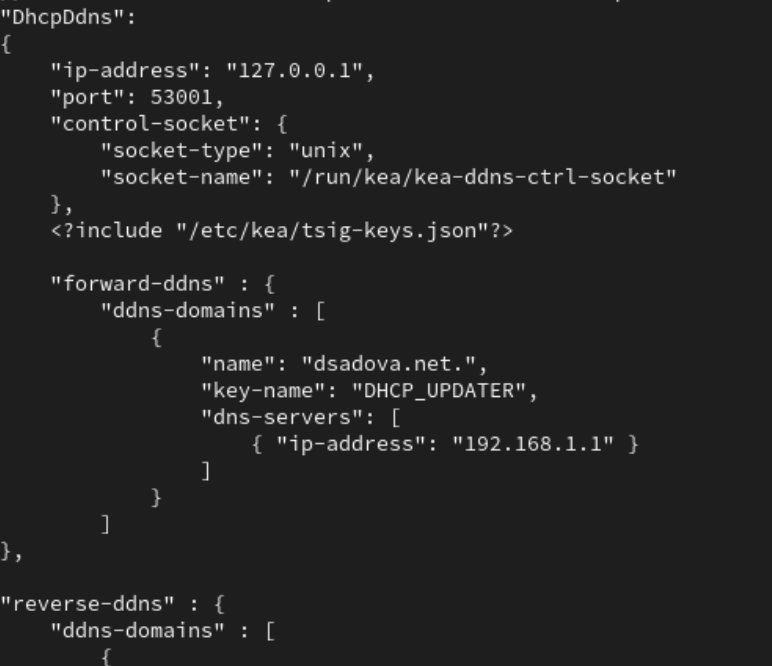 "DhcpDdns":
{
    "ip-address": "127.0.0.1",
    "port": 53001,
    "control-socket": {
        "socket-type": "unix",
        "socket-name": "/run/kea/kea-ddns-ctrl-socket"
    },
    <?include "/etc/kea/tsig-keys.json"?>

    "forward-ddns" : {
        "ddns-domains" : [
            {
                "name": "dsadova.net.",
                "key-name": "DHCP_UPDATER",
                "dns-servers": [
                    { "ip-address": "192.168.1.1" }
                ]
            }
        ]
},

"reverse-ddns" : {
    "ddns-domains" : [
        {